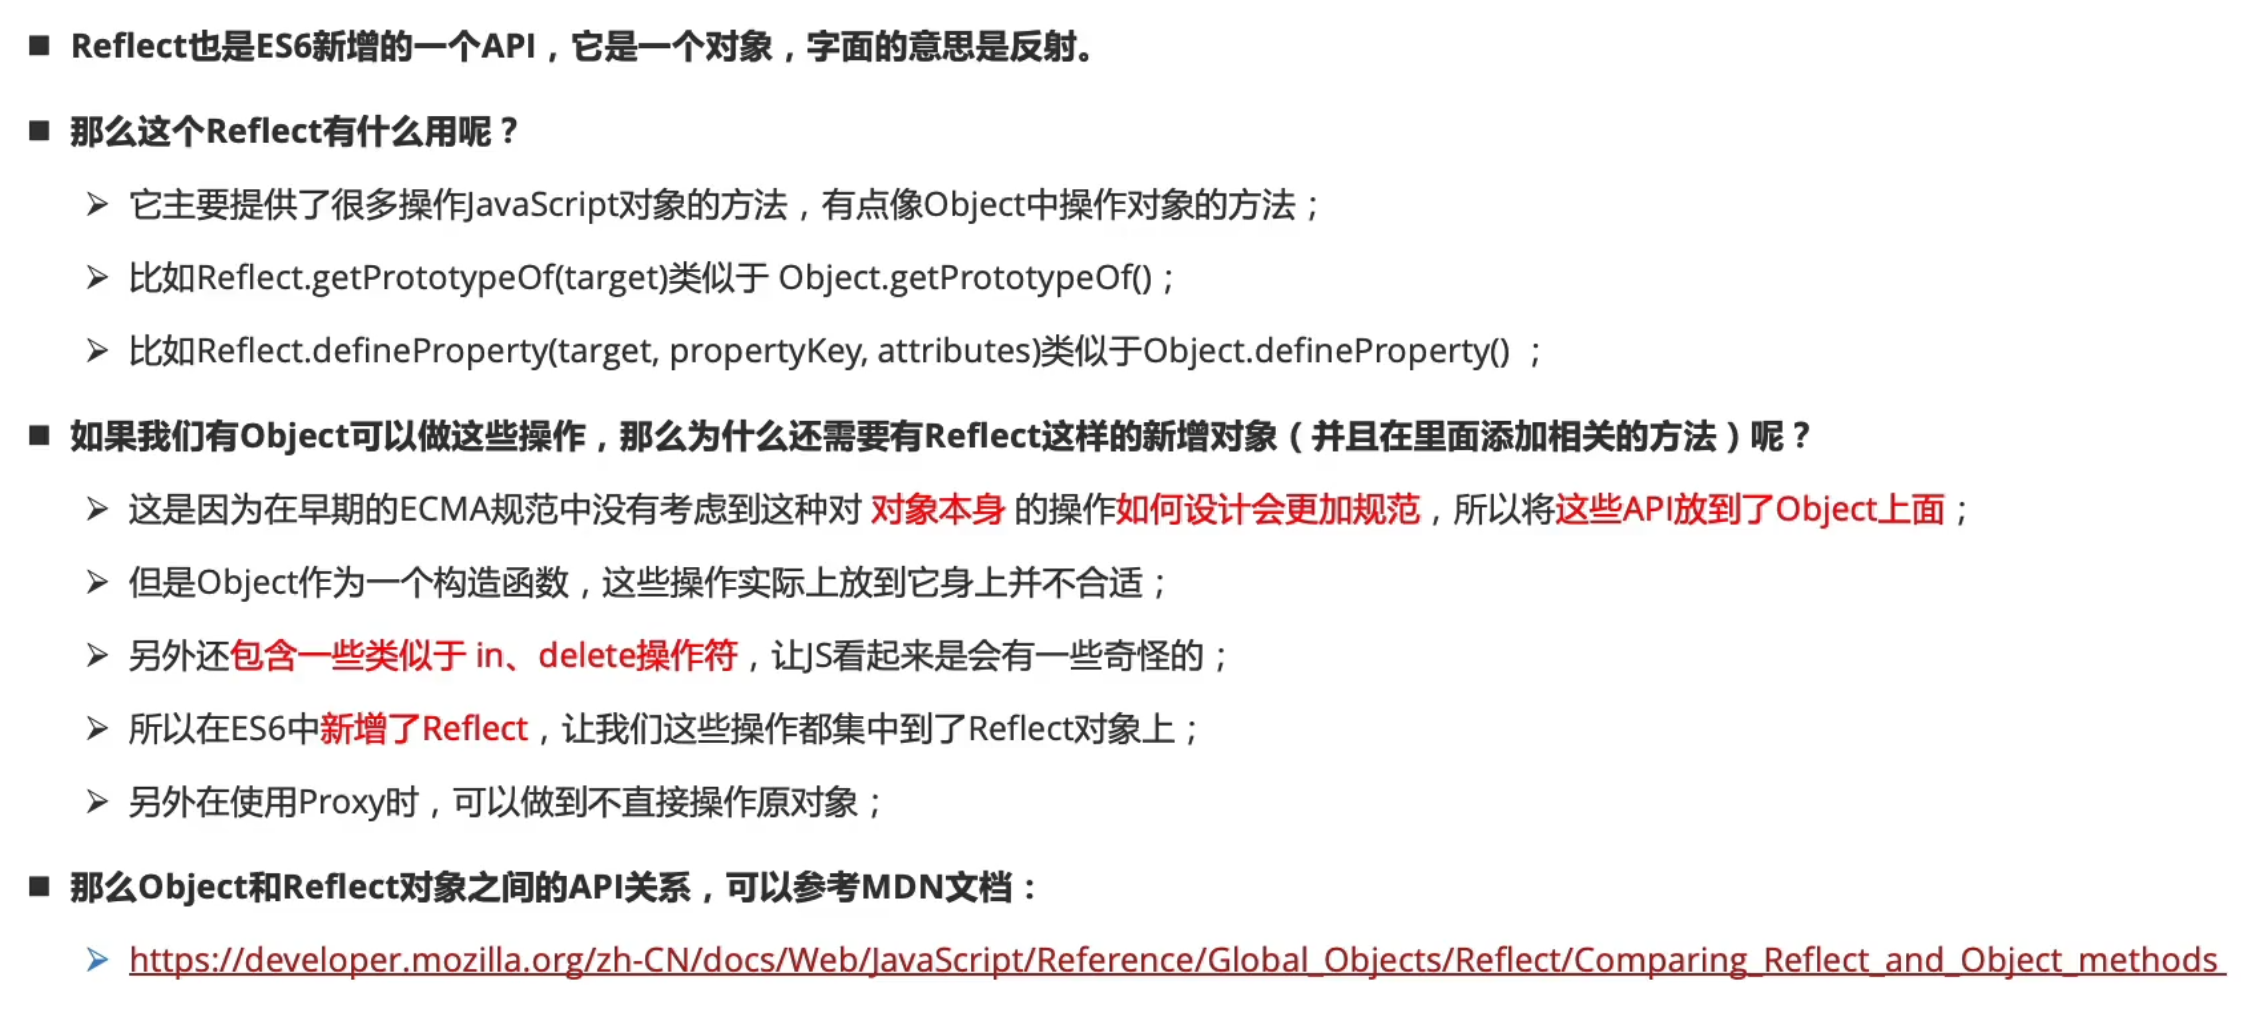 ■ Reflect也是ES6新增的一个API，它是一个对象，字面的意思是反射。
■ 那么这个Reflect有什么用呢？
➢ 它主要提供了很多操作JavaScript对象的方法，有点像Object中操作对象的方法；
➢ 比如Reflect.getPrototypeOf(target)类似于 Object.getPrototypeOf()；
➢ 比如Reflect.defineProperty(target, propertyKey, attributes)类似于Object.defineProperty() ；
■ 如果我们有Object可以做这些操作，那么为什么还需要有Reflect这样的新增对象（并且在里面添加相关的方法）呢？
➢ 这是因为在早期的ECMA规范中没有考虑到这种对 对象本身 的操作如何设计会更加规范，所以将这些API放到了Object上面；
➢ 但是Object作为一个构造函数，这些操作实际上放到它身上并不合适；
➢ 另外还包含一些类似于 in、delete操作符，让JS看起来是会有一些奇怪的；
➢ 所以在ES6中新增了Reflect，让我们这些操作都集中到了Reflect对象上；
➢ 另外在使用Proxy时，可以做到不直接操作原对象；
■ 那么Object和Reflect对象之间的API关系，可以参考MDN文档：
➢ https://developer.mozilla.org/zh-CN/docs/Web/JavaScript/Reference/Global_Objects/Reflect/Comparing_Reflect_and_Object_methods